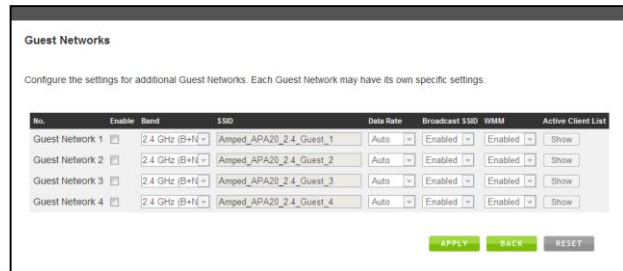 Guest Networks
Configure the settings for additional Guest Networks. Each Guest Network may have its own specific settings.
No. Enable Band SSID Data Rate Broadcast SSID WMM Active Client List
Guest Network 1 2.4 GHz (B+N Amped_APA20_2.4_Guest_1 Auto Enabled Enabled Show
Guest Network 2 2.4 GHz (B+N Amped_APA20_2.4_Guest_2 Auto Enabled Enabled Show
Guest Network 3 2.4 GHz (B+N Amped_APA20_2.4_Guest_3 Auto Enabled Enabled Show
Guest Network 4 2.4 GHz (B+N Amped_APA20_2.4_Guest_4 Auto Enabled Enabled Show
APPLY BACK RESET